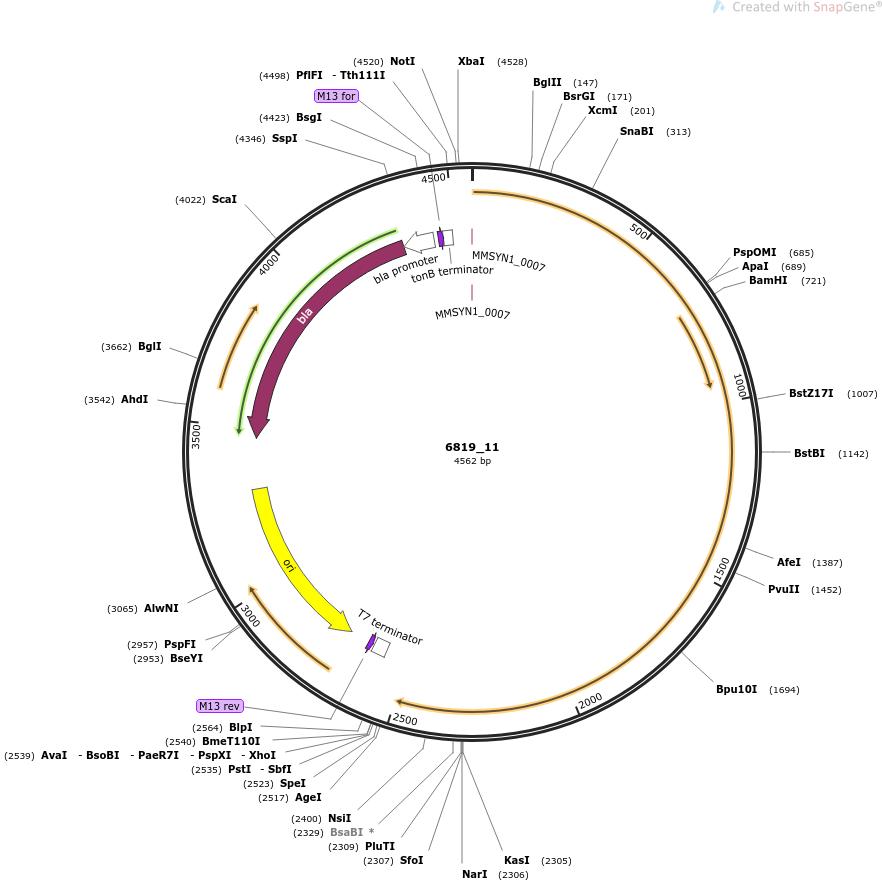 Created with SnapGene®
(4520) NotI
XbaI (4528)
(4498) PflFI - Tth111I
BglII (147)
M13 for
BsrGI (171)
(4423) BsgI
XcmI (201)
(4346) SspI
SnaBI (313)
4500
(4022) ScaI
500
PspOMI (685)
ApaI (689)
BamHI (721)
4000
bla promoter
tonB terminator
MMSYN1_0007
MMSYN1_0007
bla
(3662) BglI
1000
BstZ17I (1007)
(3542) AhdI
3500
6819_11
4562 bp
BstBI (1142)
AfeI (1387)
1500
PvuII (1452)
ori
(3065) AlwNI
3000
T7 terminator
(2957) PspFI
(2953) BseYI
Bpu10I (1694)
2000
M13 rev
2500
(2564) BlpI
(2540) BmeT110I
(2539) AvaI - BsoBI - PaeR7I - PspXI - XhoI
(2535) PstI - SbfI
(2523) SpeI
(2517) AgeI
(2400) NsiI
(2329) BsaBI *
(2309) PluTI
(2307) SfoI
KasI (2305)
NarI (2306)